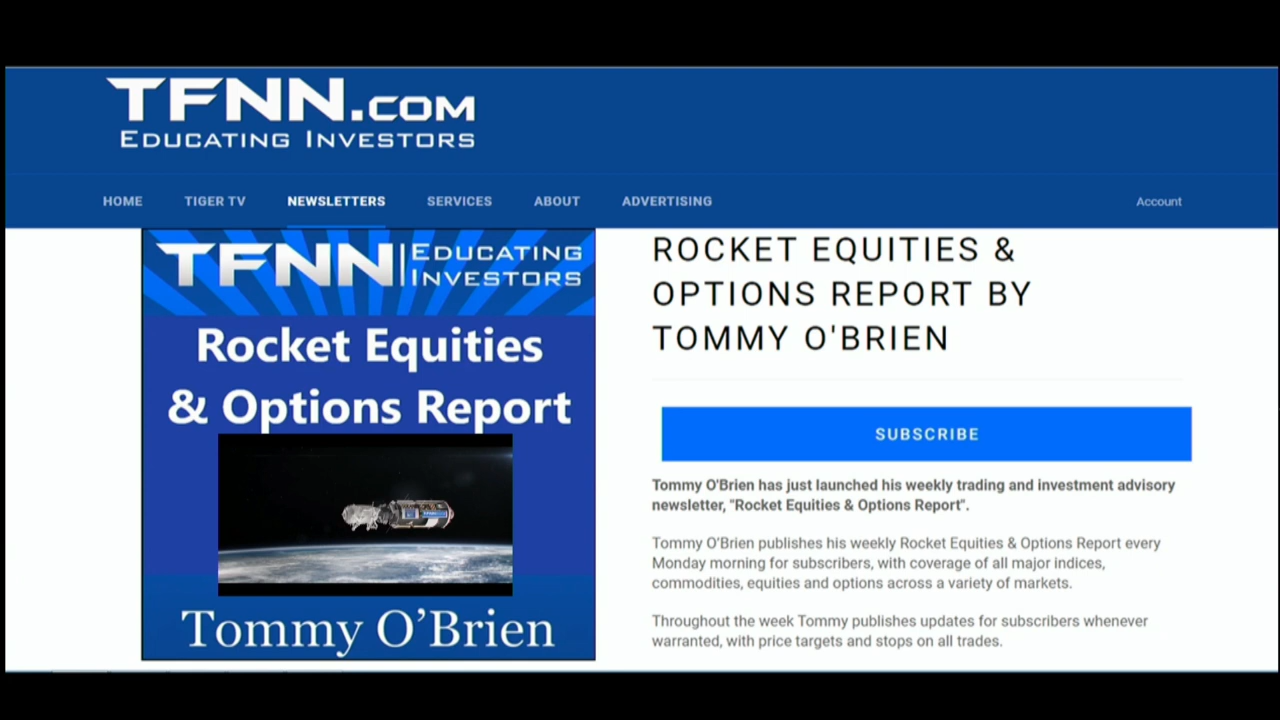 TFNN.COM
EDUCATING INVESTORS
HOME TIGER TV NEWSLETTERS SERVICES ABOUT ADVERTISING Account
TFNN EDUCATING
INVESTORS
Rocket Equities
& Options Report
Tommy O’Brien
ROCKET EQUITIES &
OPTIONS REPORT BY
TOMMY O'BRIEN
SUBSCRIBE
Tommy O'Brien has just launched his weekly trading and investment advisory
newsletter, "Rocket Equities & Options Report".
Tommy O’Brien publishes his weekly Rocket Equities & Options Report every
Monday morning for subscribers, with coverage of all major indices,
commodities, equities and options across a variety of markets.
Throughout the week Tommy publishes updates for subscribers whenever
warranted, with price targets and stops on all trades.